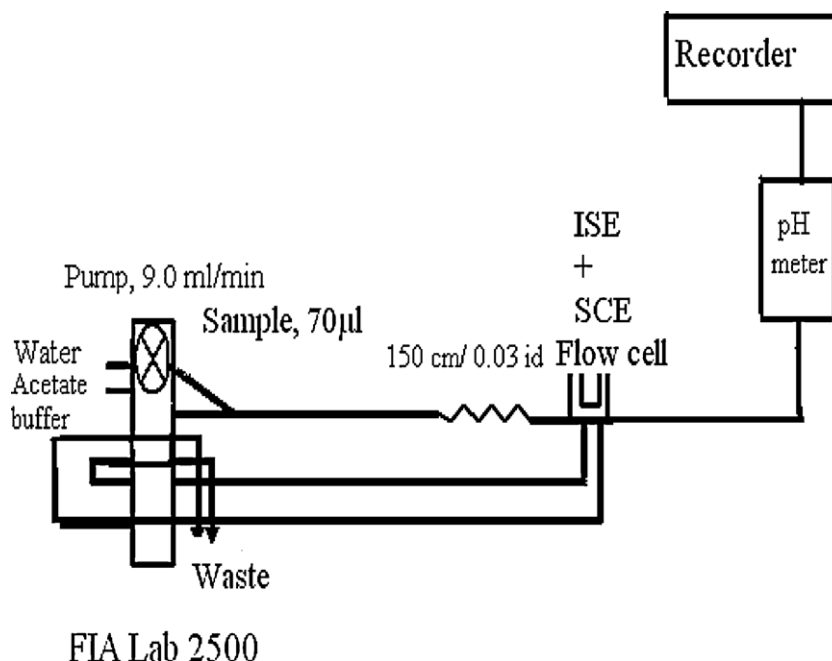 Recorder
pH
meter
ISE
+
SCE
Flow cell
Pump, 9.0 ml/min
Sample, 70µl
150 cm/ 0.03 id
Water
Acetate
buffer
Waste
FIA Lab 2500